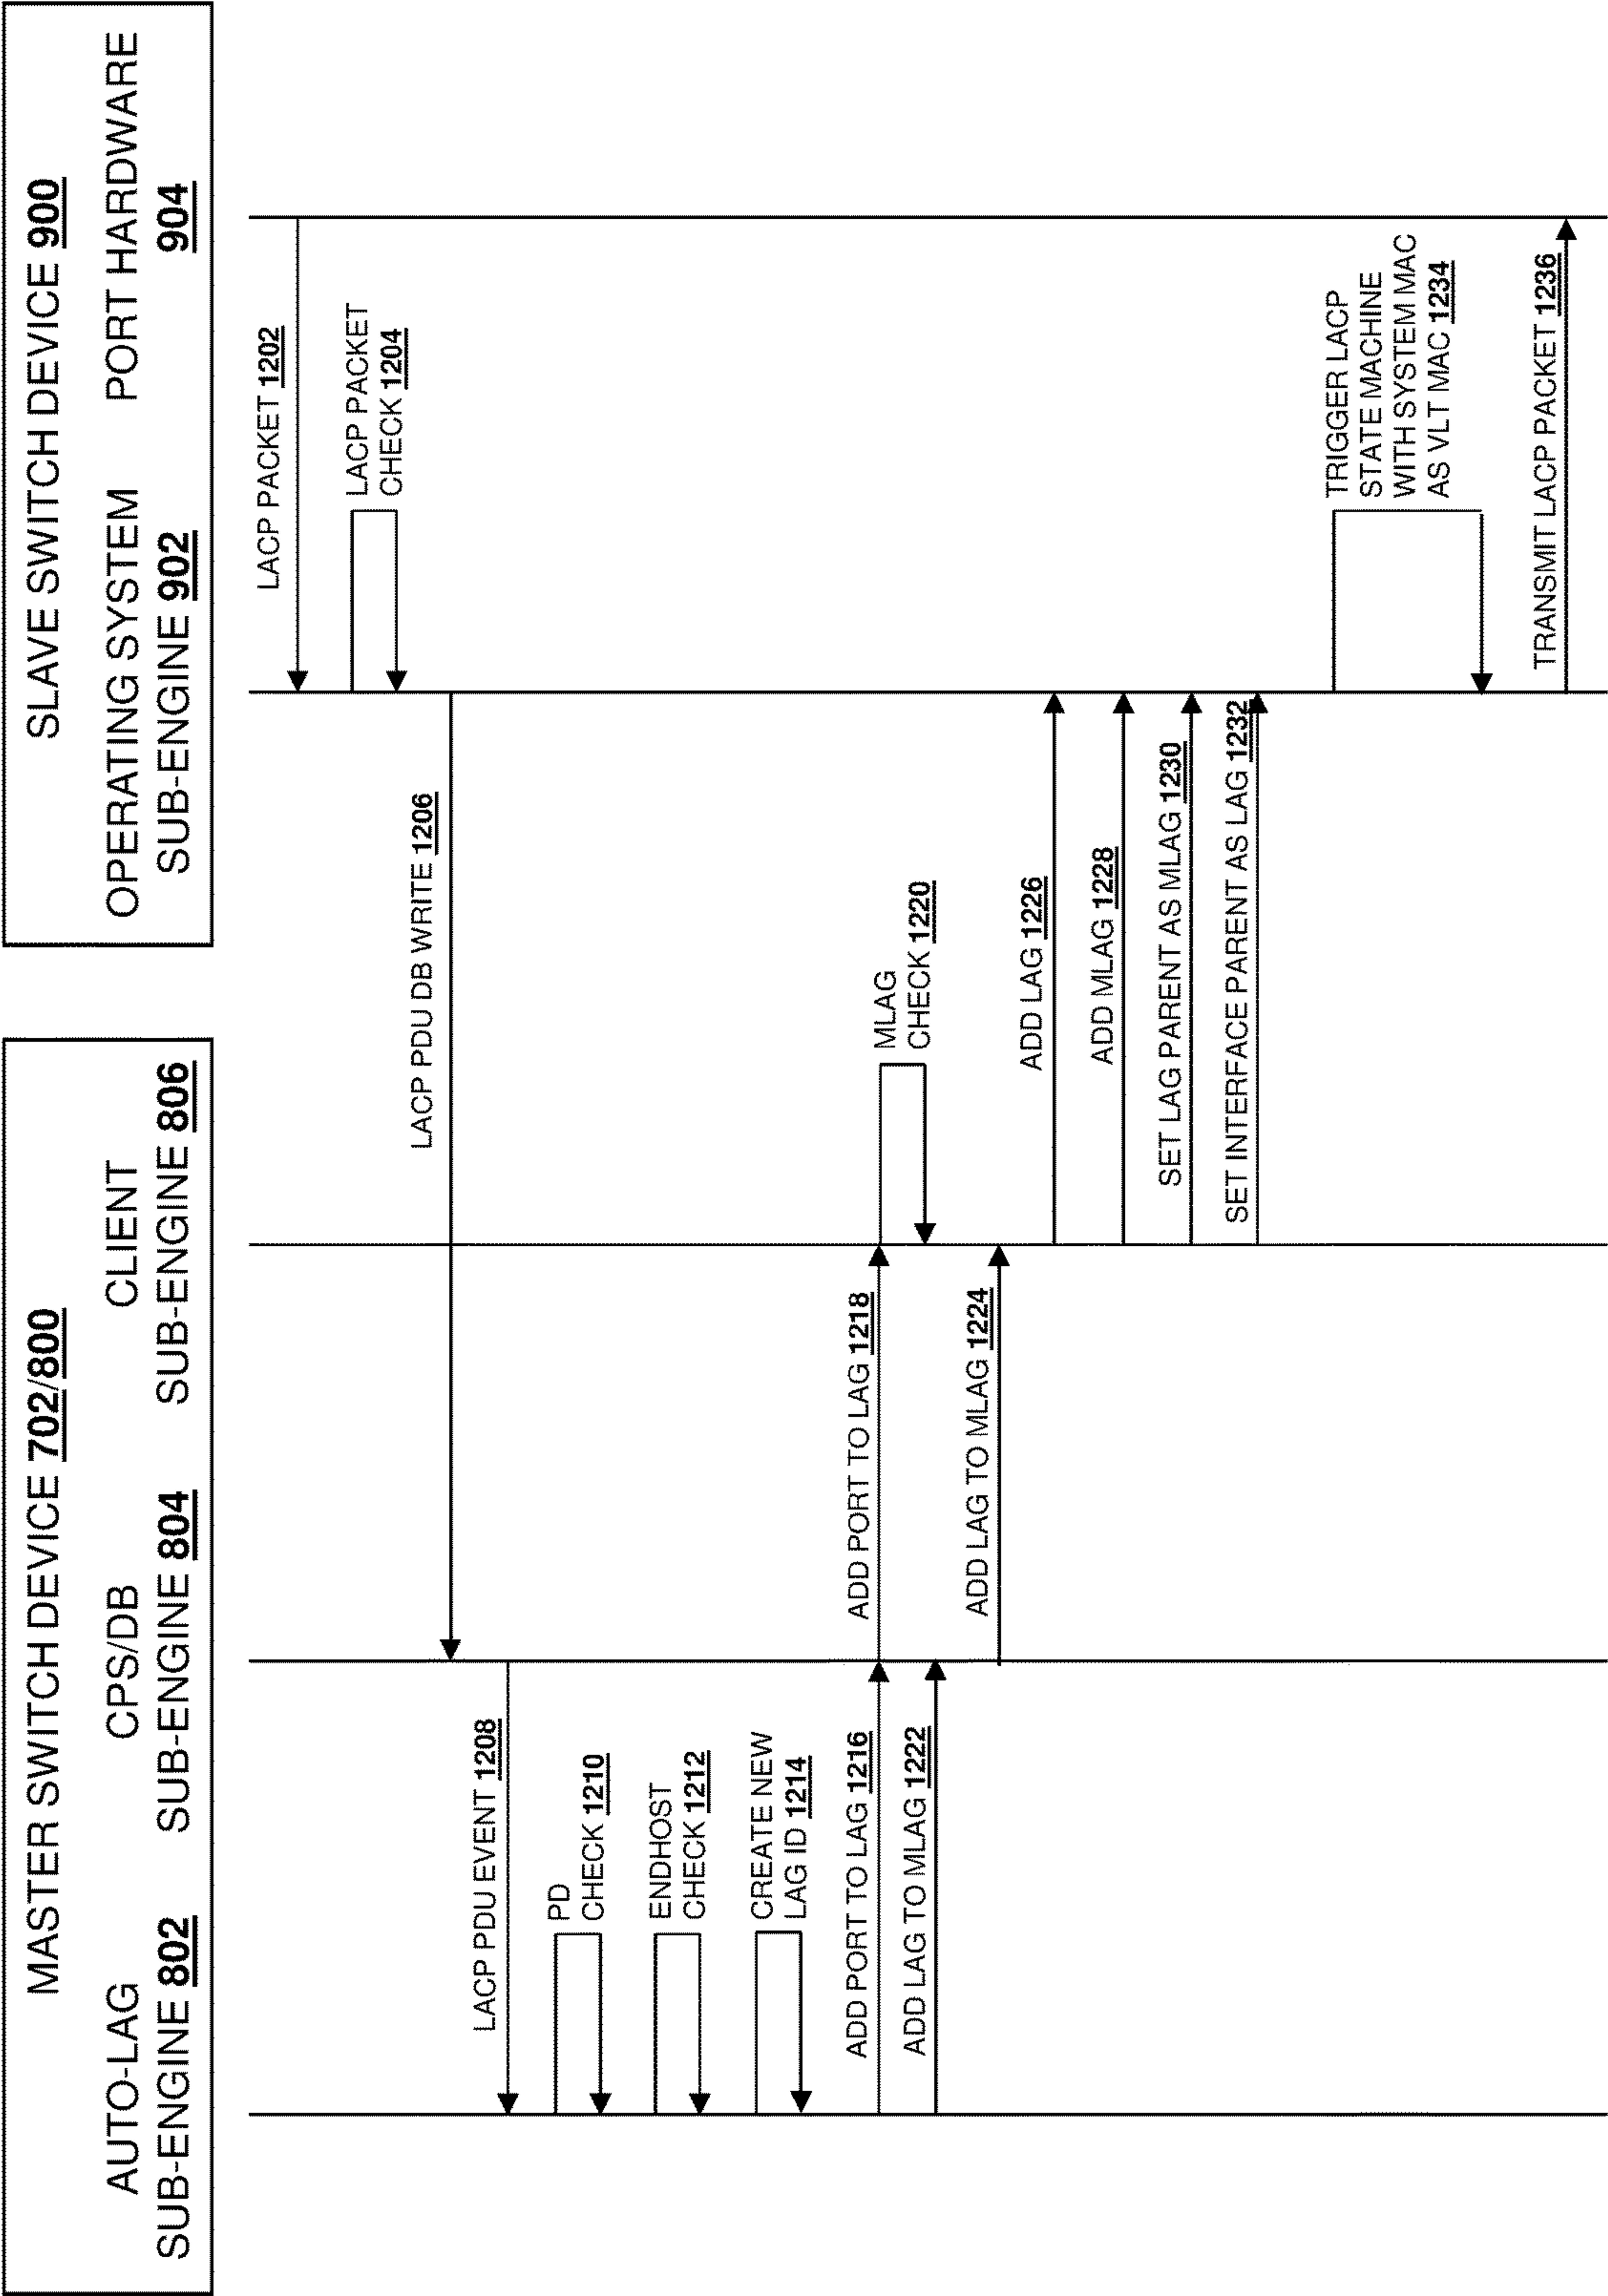 MASTER SWITCH DEVICE 702/800
AUTO-LAG
SUB-ENGINE 802
CPS/DB
SUB-ENGINE 804
CLIENT
SUB-ENGINE 806
SLAVE SWITCH DEVICE 900
OPERATING SYSTEM
SUB-ENGINE 902
PORT HARDWARE
904
LACP PACKET 1202
LACP PACKET
CHECK 1204
LACP PDU DB WRITE 1206
LACP PDU EVENT 1208
PD
CHECK 1210
ENDHOST
CHECK 1212
CREATE NEW
LAG ID 1214
ADD PORT TO LAG 1216
ADD PORT TO LAG 1218
MLAG
CHECK 1220
ADD LAG TO MLAG 1222
ADD LAG TO MLAG 1224
ADD LAG 1226
ADD MLAG 1228
SET LAG PARENT AS MLAG 1230
SET INTERFACE PARENT AS LAG 1232
TRIGGER LACP
STATE MACHINE
WITH SYSTEM MAC
AS VLT MAC 1234
TRANSMIT LACP PACKET 1236